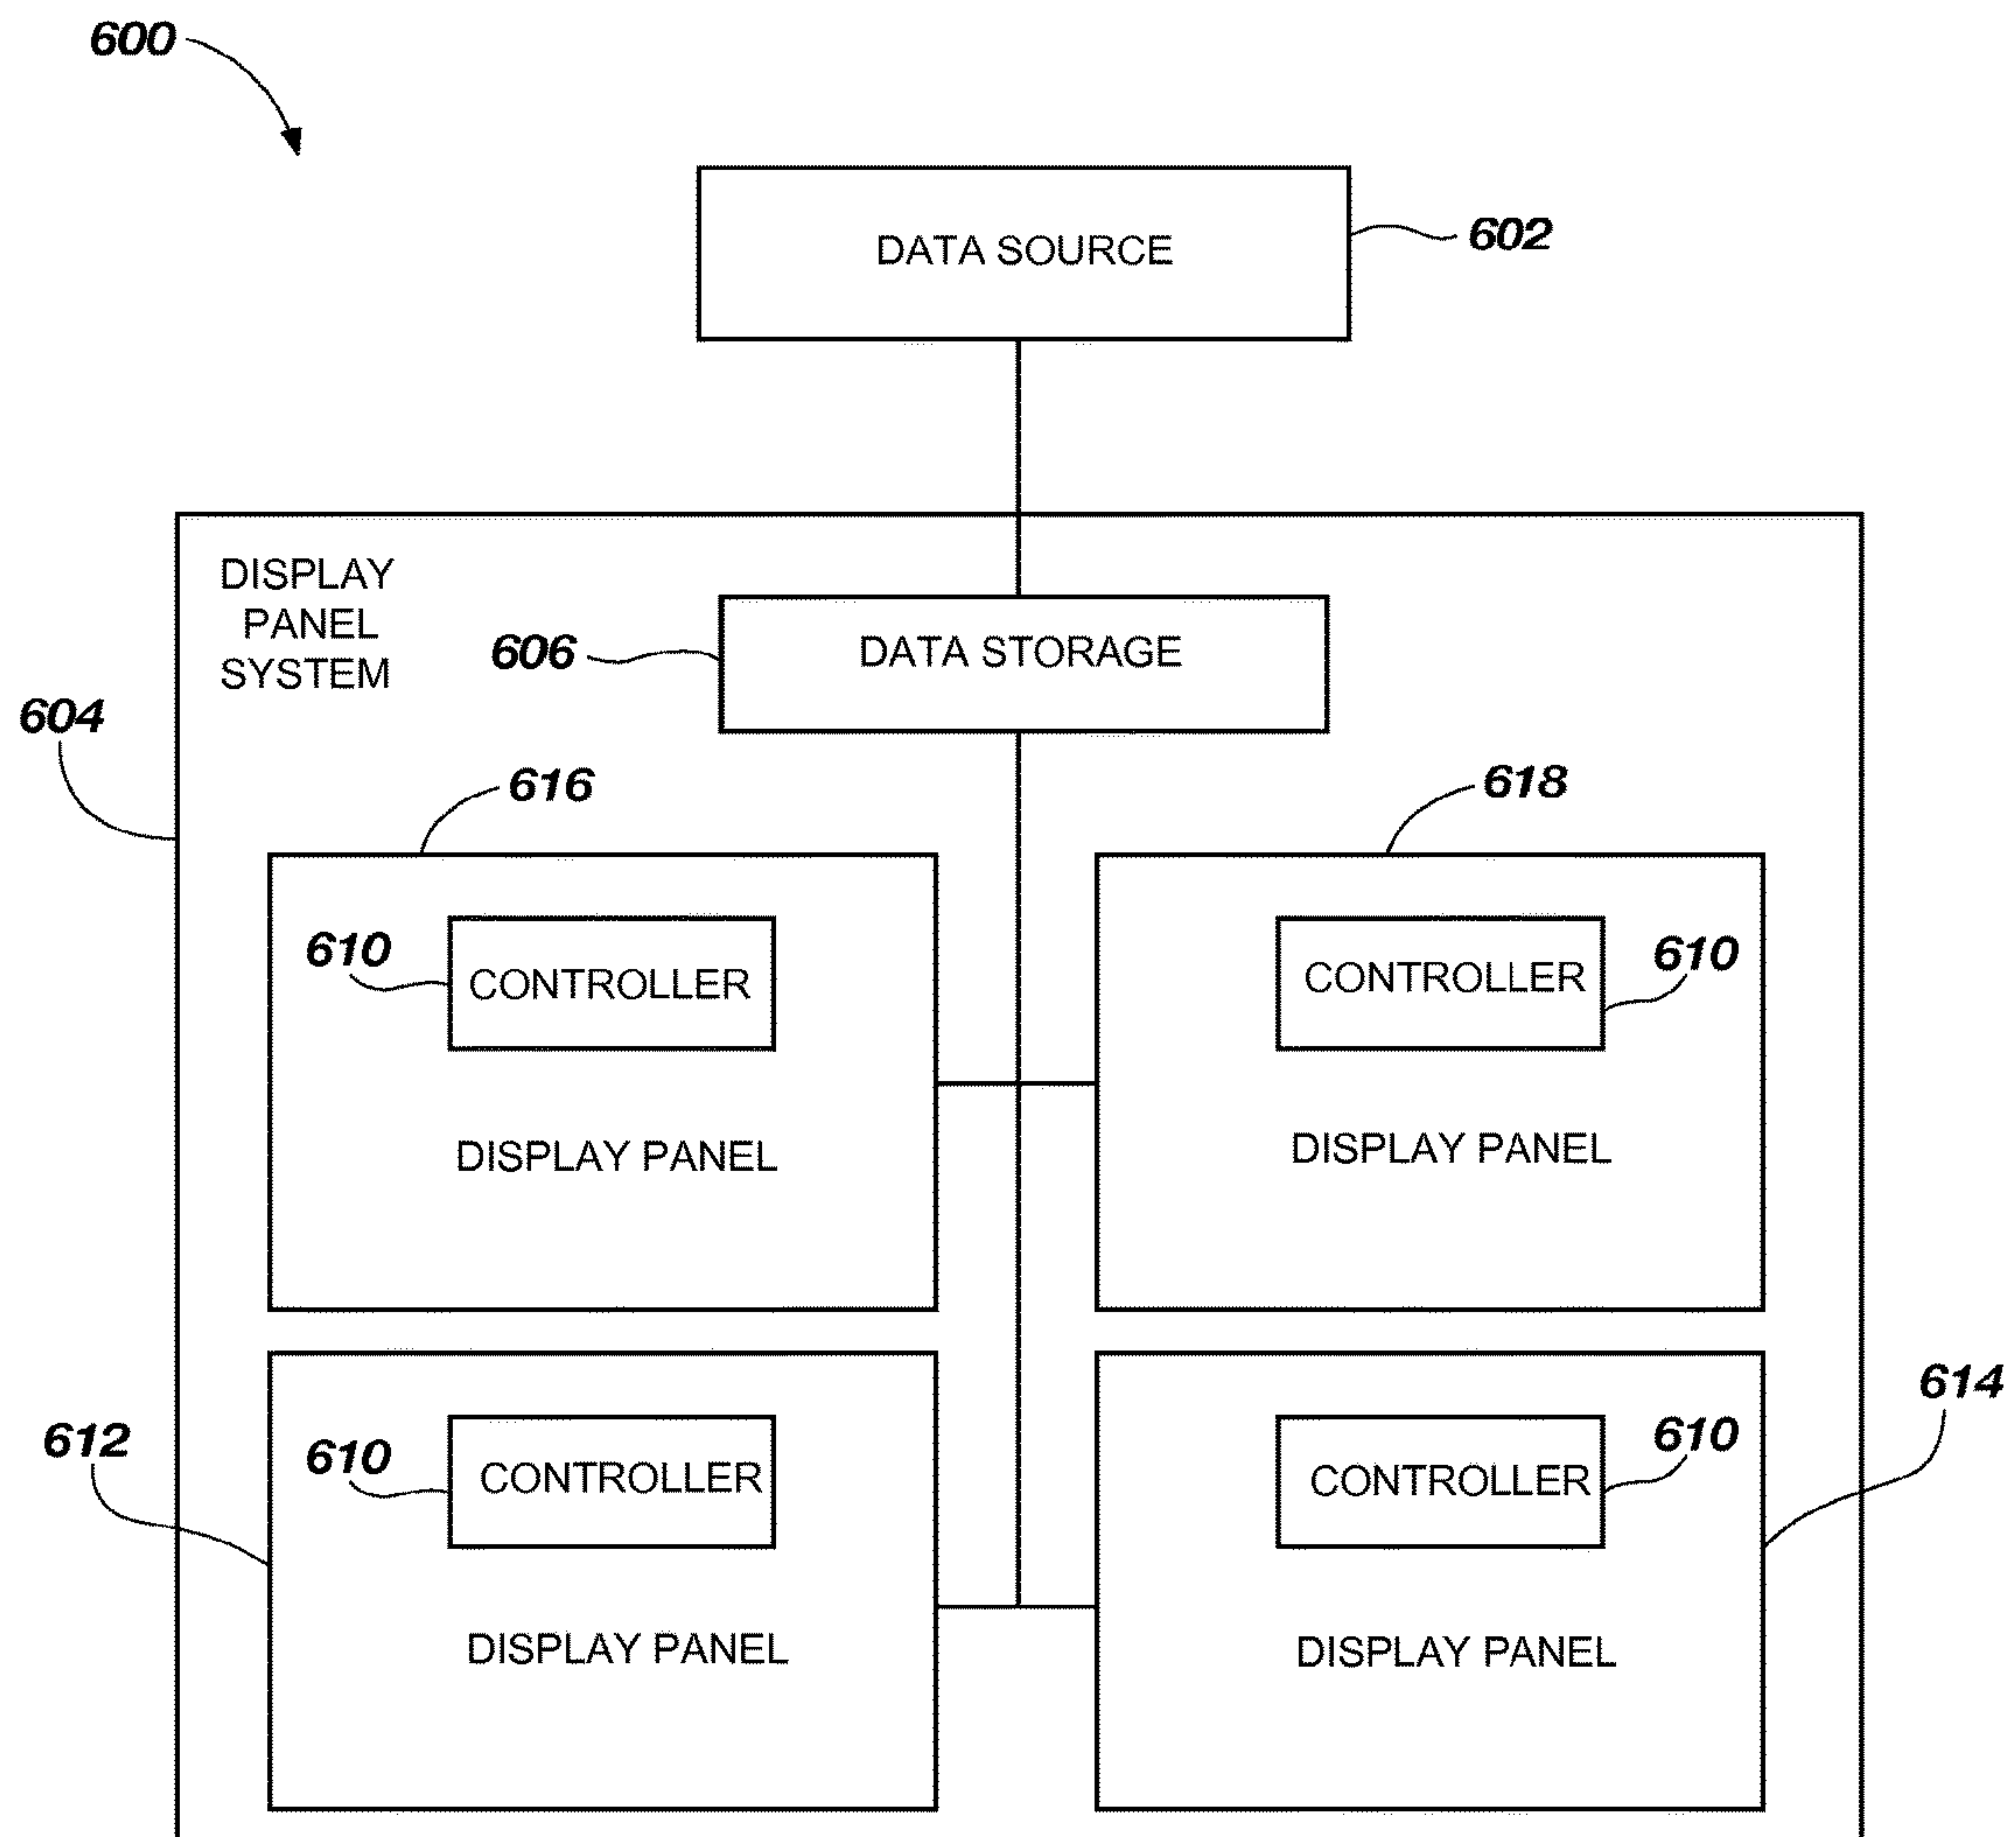 600
DATA SOURCE
602
DISPLAY
PANEL
SYSTEM
606
DATA STORAGE
604
616
618
610
CONTROLLER
CONTROLLER
610
DISPLAY PANEL
DISPLAY PANEL
612
610
CONTROLLER
CONTROLLER
610
614
DISPLAY PANEL
DISPLAY PANEL